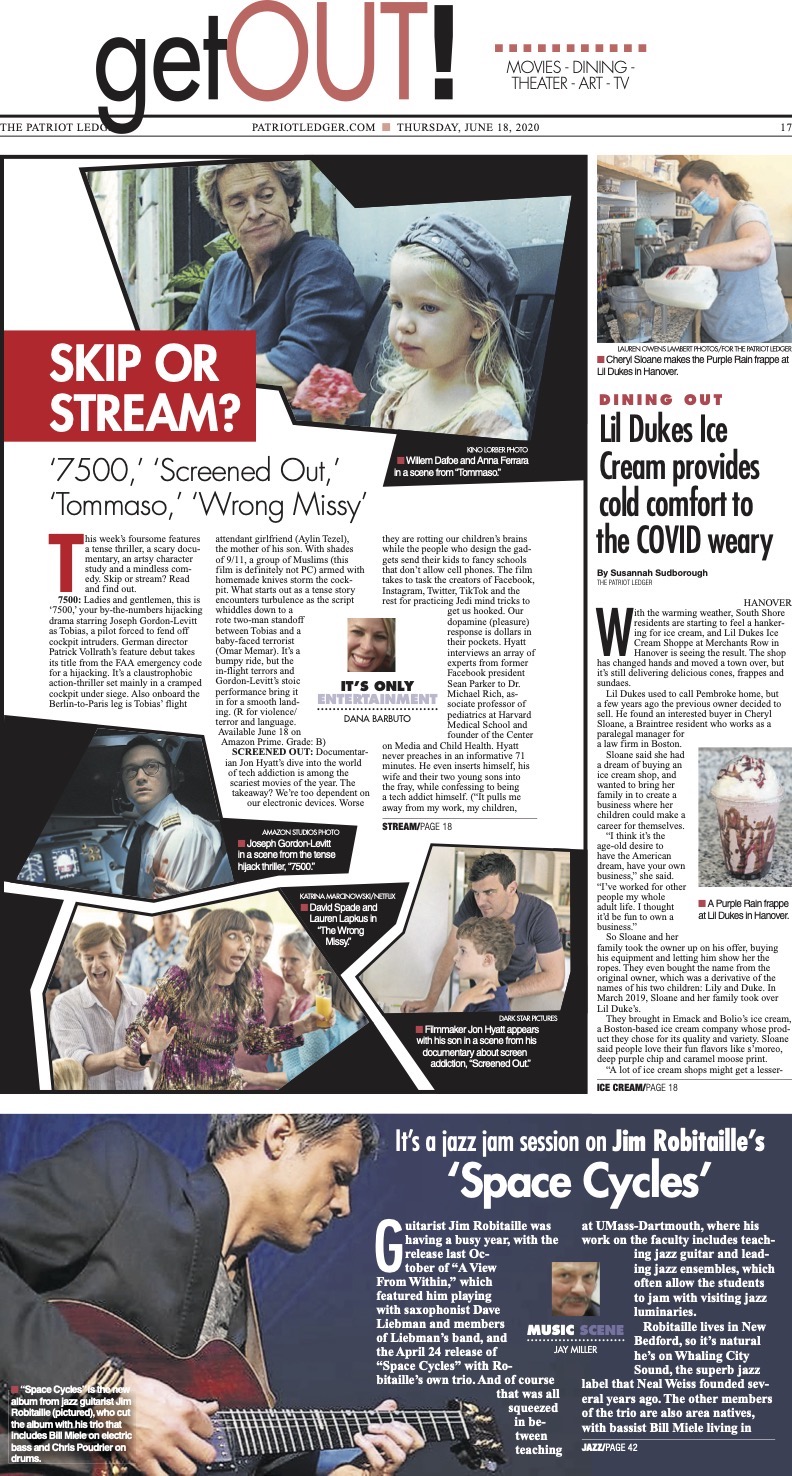 getOUT!
MOVIES - DINING -
THEATER - ART - TV
THE PATRIOT LEDG
PATRIOTLEDGER.COM ■ THURSDAY, JUNE 18, 2020
17
SKIP OR
STREAM?
KINO LORBER PHOTO
■ Willem Dafoe and Anna Ferrara
in a scene from “Tommaso.”
‘7500,’ ‘Screened Out,’
‘Tommaso,’ ‘Wrong Missy’
This week’s foursome features
a tense thriller, a scary docu-
mentary, an artsy character
study and a mindless com-
edy. Skip or stream? Read
and find out.
7500: Ladies and gentlemen, this is
‘7500,’ your by-the-numbers hijacking
drama starring Joseph Gordon-Levitt
as Tobias, a pilot forced to fend off
cockpit intruders. German director
Patrick Vollrath’s feature debut takes
its title from the FAA emergency code
for a hijacking. It’s a claustrophobic
action-thriller set mainly in a cramped
cockpit under siege. Also onboard the
Berlin-to-Paris leg is Tobias’ flight
attendant girlfriend (Aylin Tezel),
the mother of his son. With shades
of 9/11, a group of Muslims (this
film is definitely not PC) armed with
homemade knives storm the cock-
pit. What starts out as a tense story
encounters turbulence as the script
whiddles down to a
rote two-man standoff
between Tobias and a
baby-faced terrorist
(Omar Memar). It’s a
bumpy ride, but the
in-flight terrors and
Gordon-Levitt’s stoic
performance bring it
in for a smooth land-
ing. (R for violence/
terror and language.
Available June 18 on
Amazon Prime. Grade: B)
SCREENED OUT: Documentar-
ian Jon Hyatt’s dive into the world
of tech addiction is among the
scariest movies of the year. The
takeaway? We’re too dependent on
our electronic devices. Worse
they are rotting our children’s brains
while the people who design the gad-
gets send their kids to fancy schools
that don’t allow cell phones. The film
takes to task the creators of Facebook,
Instagram, Twitter, TikTok and the
rest for practicing Jedi mind tricks to
get us hooked. Our
dopamine (pleasure)
response is dollars in
their pockets. Hyatt
interviews an array of
experts from former
Facebook president
Sean Parker to Dr.
Michael Rich, as-
sociate professor of
pediatrics at Harvard
Medical School and
founder of the Center
on Media and Child Health. Hyatt
never preaches in an informative 71
minutes. He even inserts himself, his
wife and their two young sons into
the fray, while confessing to being
a tech addict himself. (“It pulls me
away from my work, my children,
STREAM/PAGE 18
IT’S ONLY
ENTERTAINMENT
DANA BARBUTO
AMAZON STUDIOS PHOTO
■ Joseph Gordon-Levitt
in a scene from the tense
hijack thriller, “7500.”
KATRINA MARCINOWSKI/NETFLIX
■ David Spade and
Lauren Lapkus in
“The Wrong
Missy.”
DARK STAR PICTURES
■ Filmmaker Jon Hyatt appears
with his son in a scene from his
documentary about screen
addiction, “Screened Out.”
LAUREN OWENS LAMBERT PHOTOS/FOR THE PATRIOT LEDGER
■ Cheryl Sloane makes the Purple Rain frappe at
Lil Dukes in Hanover.
DINING OUT
Lil Dukes Ice
Cream provides
cold comfort to
the COVID weary
By Susannah Sudborough
THE PATRIOT LEDGER
HANOVER
With the warming weather, South Shore
residents are starting to feel a hanker-
ing for ice cream, and Lil Dukes Ice
Cream Shoppe at Merchants Row in
Hanover is seeing the result. The shop
has changed hands and moved a town over, but
it’s still delivering delicious cones, frappes and
sundaes.
Lil Dukes used to call Pembroke home, but
a few years ago the previous owner decided to
sell. He found an interested buyer in Cheryl
Sloane, a Braintree resident who works as a
paralegal manager for
a law firm in Boston.
Sloane said she had
a dream of buying an
ice cream shop, and
wanted to bring her
family in to create a
business where her
children could make a
career for themselves.
“I think it’s the
age-old desire to
have the American
dream, have your own
business,” she said.
“I’ve worked for other
people my whole
adult life. I thought
it’d be fun to own a
business.”
So Sloane and her
family took the owner up on his offer, buying
his equipment and letting him show her the
ropes. They even bought the name from the
original owner, which was a derivative of the
names of his two children: Lily and Duke. In
March 2019, Sloane and her family took over
Lil Duke’s.
They brought in Emack and Bolio’s ice cream,
a Boston-based ice cream company whose prod-
uct they chose for its quality and variety. Sloane
said people love their fun flavors like s’moreo,
deep purple chip and caramel moose print.
“A lot of ice cream shops might get a lesser-
ICE CREAM/PAGE 18
■ A Purple Rain frappe
at Lil Dukes in Hanover.
It’s a jazz jam session on Jim Robitaille’s
‘Space Cycles’
Guitarist Jim Robitaille was
having a busy year, with the
release last Oc-
tober of “A View
From Within,” which
featured him playing
with saxophonist Dave
Liebman and members
of Liebman’s band, and
the April 24 release of
“Space Cycles” with Ro-
bitaille’s own trio. And of course
that was all
squeezed
in be-
tween
teaching
at UMass-Dartmouth, where his
work on the faculty includes teach-
ing jazz guitar and lead-
ing jazz ensembles, which
often allow the students
to jam with visiting jazz
luminaries.
Robitaille lives in New
Bedford, so it’s natural
he’s on Whaling City
Sound, the superb jazz
label that Neal Weiss founded sev-
eral years ago. The other members
of the trio are also area natives,
with bassist Bill Miele living in
JAZZ/PAGE 42
MUSIC SCENE
JAY MILLER
■ “Space Cycles” is the new
album from jazz guitarist Jim
Robitaille (pictured), who cut
the album with his trio that
includes Bill Miele on electric
bass and Chris Poudrier on
drums.